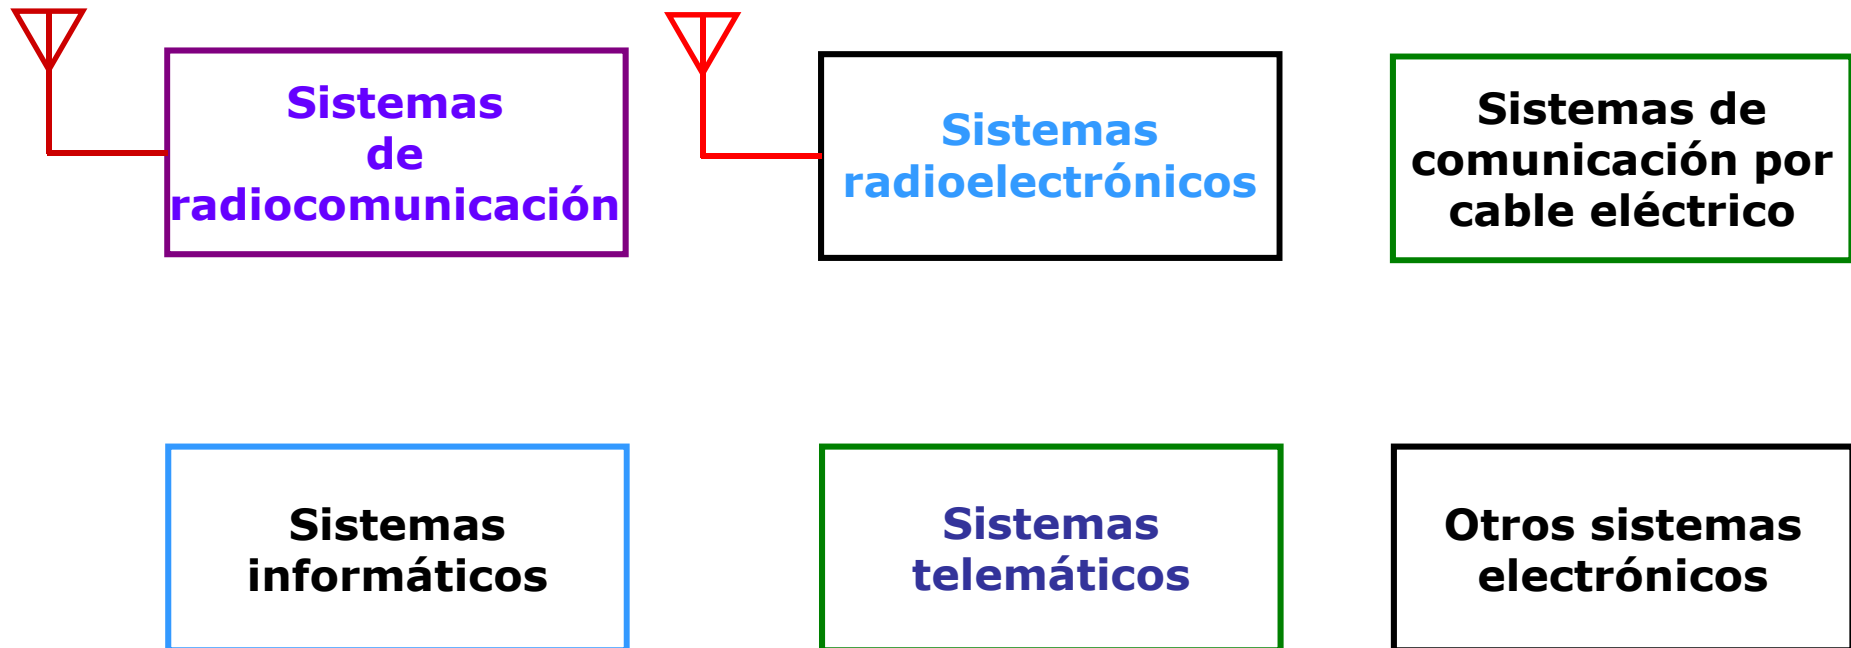 Sistemas
de
radiocomunicación
Sistemas
radioelectrónicos
Sistemas de
comunicación por
cable eléctrico
Sistemas
informáticos
Sistemas
telemáticos
Otros sistemas
electrónicos